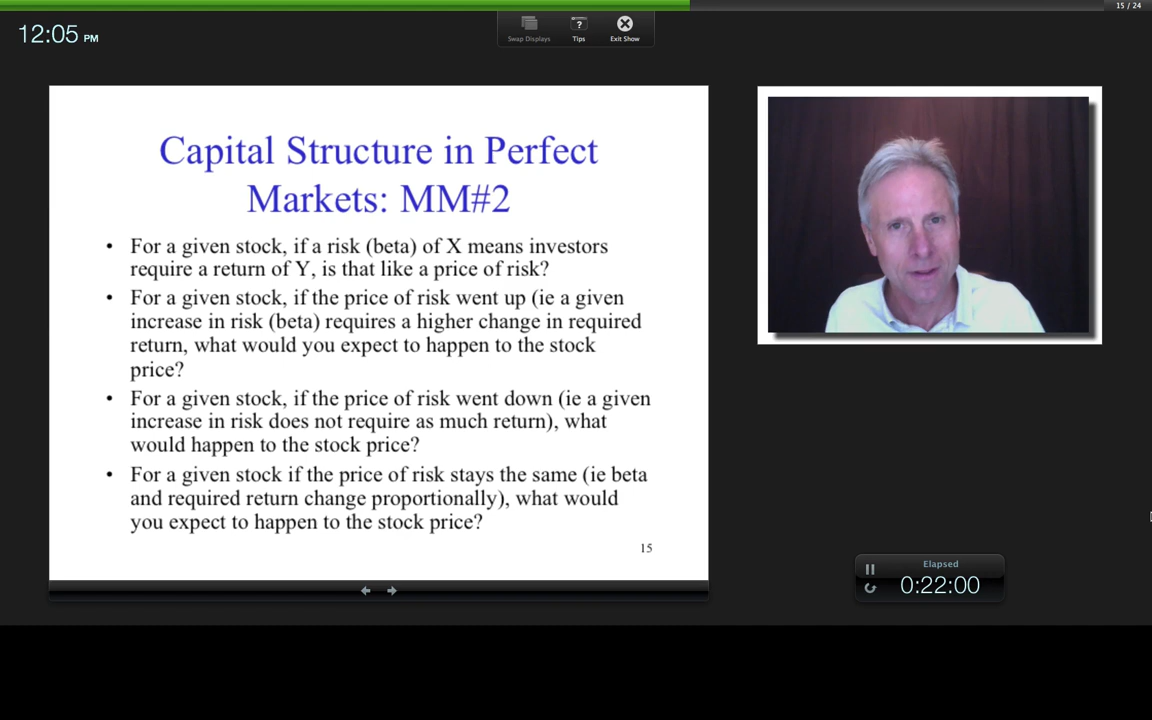 15 / 24
12:05 PM
?
Swap Displays Tips Exit Show
Capital Structure in Perfect
Markets: MM#2
• For a given stock, if a risk (beta) of X means investors
require a return of Y, is that like a price of risk?
• For a given stock, if the price of risk went up (ie a given
increase in risk (beta) requires a higher change in required
return, what would you expect to happen to the stock
price?
• For a given stock, if the price of risk went down (ie a given
increase in risk does not require as much return), what
would happen to the stock price?
• For a given stock if the price of risk stays the same (ie beta
and required return change proportionally), what would
you expect to happen to the stock price?
15
Elapsed
0:22:00